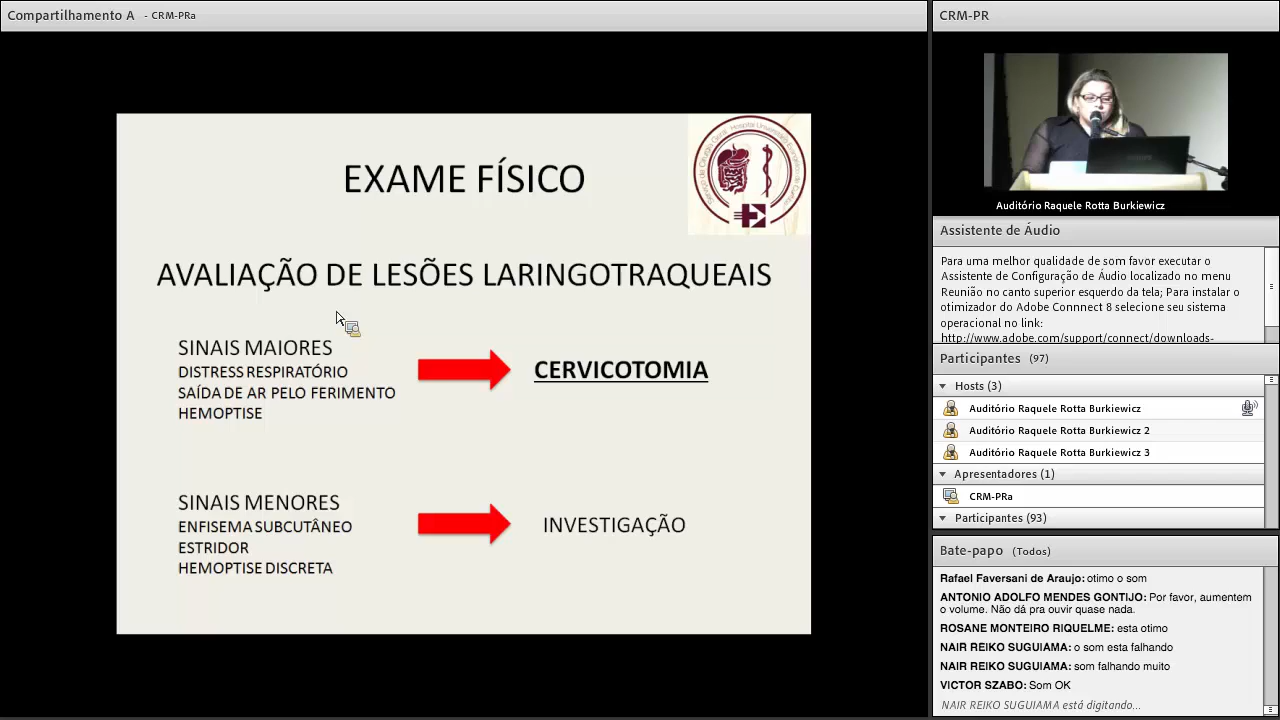 Compartilhamento A - CRM-PRa
EXAME FÍSICO
AVALIAÇÃO DE LESÕES LARINGOTRAQUEAIS
SINAIS MAIORES
DISTRESS RESPIRATÓRIO
SAÍDA DE AR PELO FERIMENTO
HEMOPTISE
CERVICOTOMIA
SINAIS MENORES
ENFISEMA SUBCUTÂNEO
ESTRIDOR
HEMOPTISE DISCRETA
INVESTIGAÇÃO
CRM-PR
Auditório Raquele Rotta Burkiewicz
Assistente de Áudio
Para uma melhor qualidade de som favor executar o
Assistente de Configuração de Áudio localizado no menu
Reunião no canto superior esquerdo da tela; Para instalar o
otimizador do Adobe Connnect 8 selecione seu sistema
operacional no link:
http://www.adobe.com/support/connect/downloads-
Participantes (97)
Hosts (3)
Auditório Raquele Rotta Burkiewicz
Auditório Raquele Rotta Burkiewicz 2
Auditório Raquele Rotta Burkiewicz 3
Apresentadores (1)
CRM-PRa
Participantes (93)
Bate-papo (Todos)
Rafael Faversani de Araujo: otimo o som
ANTONIO ADOLFO MENDES GONTIJO: Por favor, aumentem
o volume. Não dá pra ouvir quase nada.
ROSANE MONTEIRO RIQUELME: esta otimo
NAIR REIKO SUGUIAMA: o som esta falhando
NAIR REIKO SUGUIAMA: som falhando muito
VICTOR SZABO: Som OK
NAIR REIKO SUGUIAMA está digitando...